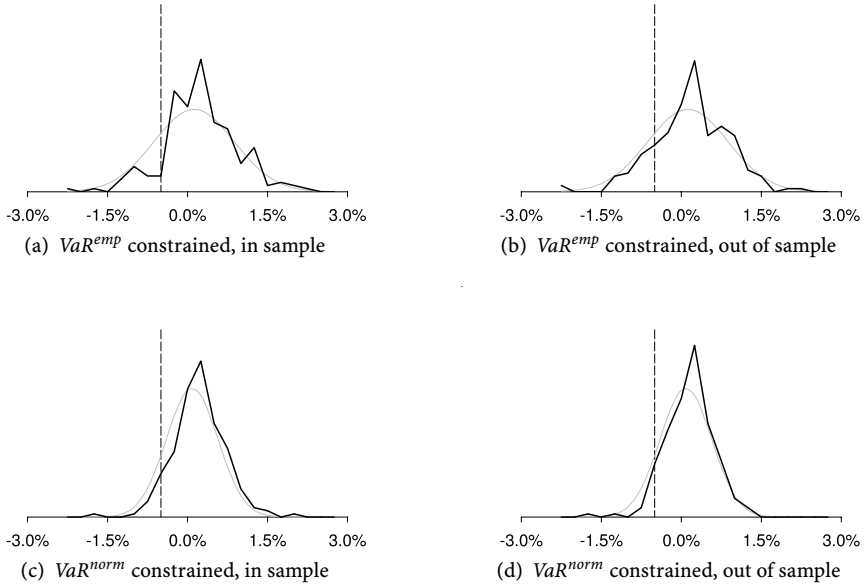 -3.0% -1.5% 0.0% 1.5% 3.0%
(a) VaR^emp constrained, in sample
-3.0% -1.5% 0.0% 1.5% 3.0%
(b) VaR^emp constrained, out of sample
-3.0% -1.5% 0.0% 1.5% 3.0%
(c) VaR^norm constrained, in sample
-3.0% -1.5% 0.0% 1.5% 3.0%
(d) VaR^norm constrained, out of sample